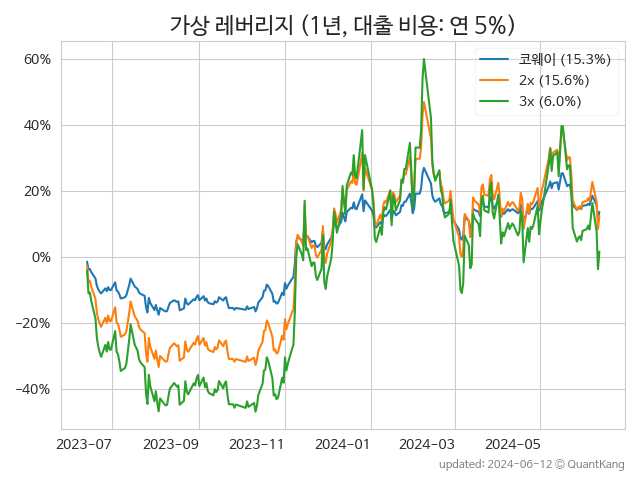 가상 레버리지 (1년, 대출 비용: 연 5%)
코웨이 (15.3%)
2x (15.6%)
3x (6.0%)
60%
40%
20%
0%
−20%
−40%
2023-07 2023-09 2023-11 2024-01 2024-03 2024-05
updated: 2024-06-12 © QuantKang